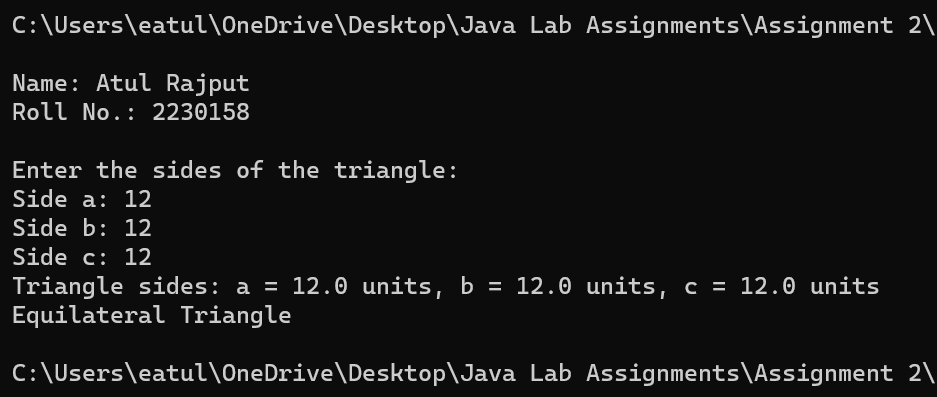 C:\Users\eatul\OneDrive\Desktop\Java Lab Assignments\Assignment 2\
Name: Atul Rajput
Roll No.: 2230158
Enter the sides of the triangle:
Side a: 12
Side b: 12
Side c: 12
Triangle sides: a = 12.0 units, b = 12.0 units, c = 12.0 units
Equilateral Triangle
C:\Users\eatul\OneDrive\Desktop\Java Lab Assignments\Assignment 2\